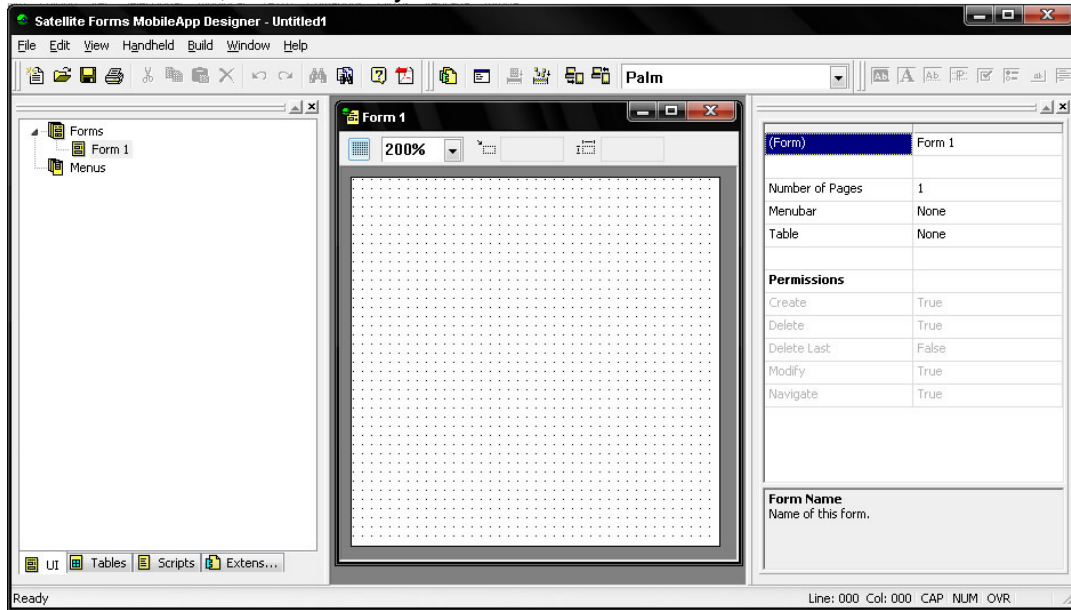 Satellite Forms MobileApp Designer - Untitled1
File Edit View Handheld Build Window Help
Palm
Forms
Form 1
Menus
UI Tables Scripts Extens...
Form 1
200%
(Form) Form 1
Number of Pages 1
Menubar None
Table None
Permissions
Create True
Delete True
Delete Last False
Modify True
Navigate True
Form Name
Name of this form.
Ready Line: 000 Col: 000 CAP NUM OVR